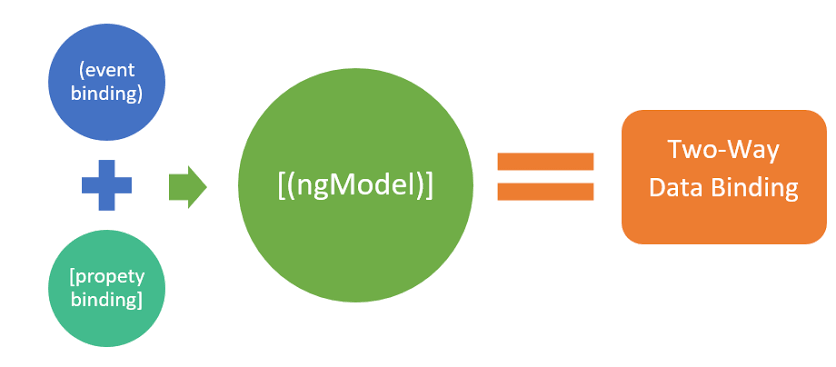 (event
binding)
[propety
binding]
[(ngModel)]
Two-Way
Data Binding